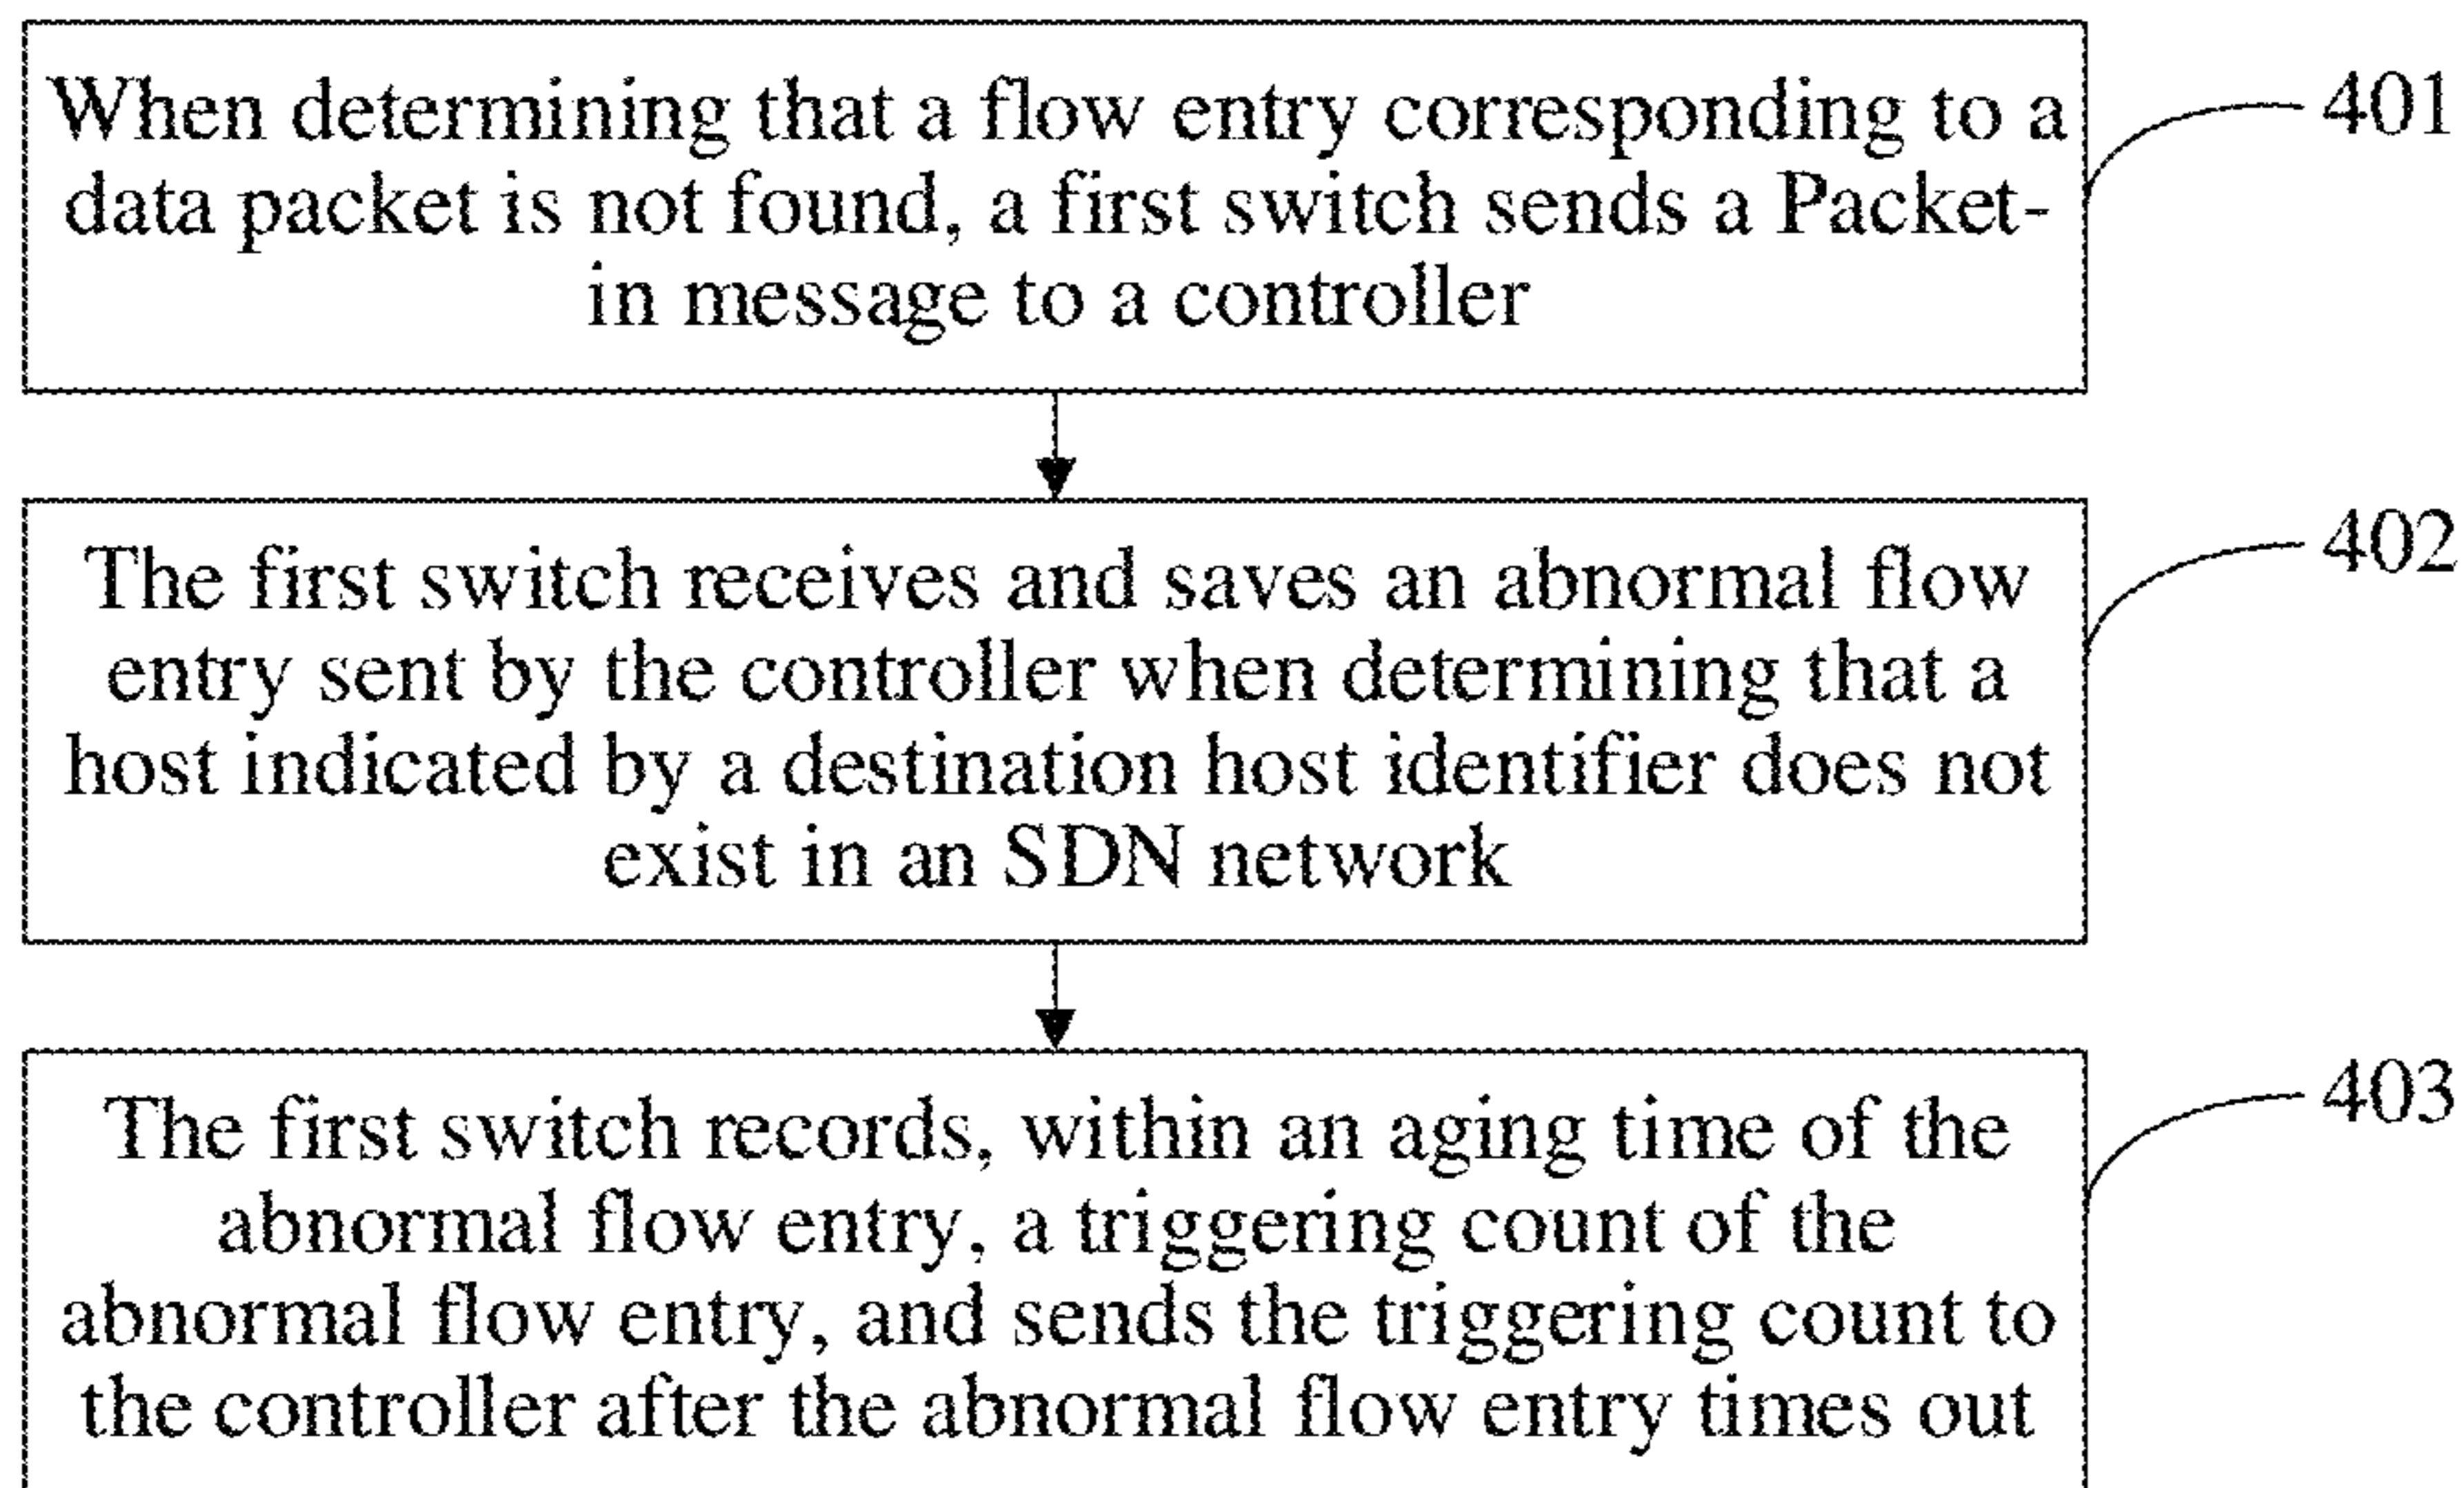 When determining that a flow entry corresponding to a
data packet is not found, a first switch sends a Packet-
in message to a controller
401
The first switch receives and saves an abnormal flow
entry sent by the controller when determining that a
host indicated by a destination host identifier does not
exist in an SDN network
402
The first switch records, within an aging time of the
abnormal flow entry, a triggering count of the
abnormal flow entry, and sends the triggering count to
the controller after the abnormal flow entry times out
403